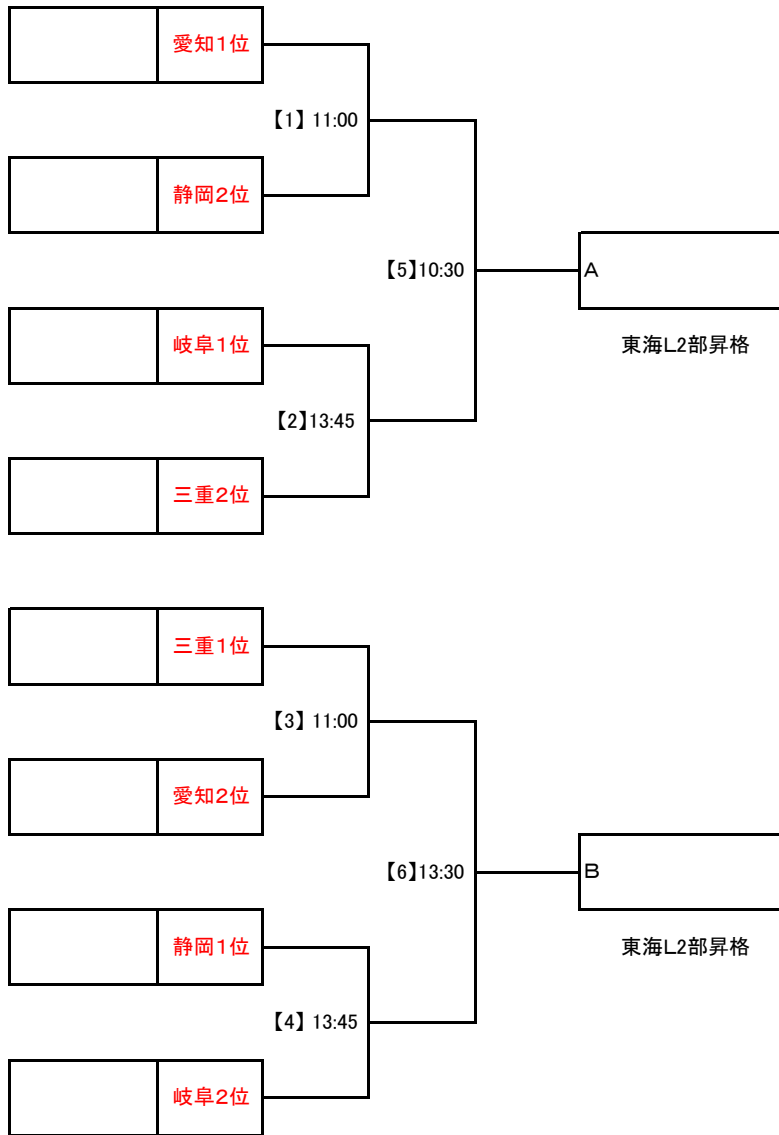 愛知1位
【1】 11:00
静岡2位
【5】10:30
A
岐阜1位
東海L2部昇格
【2】13:45
三重2位
三重1位
【3】 11:00
愛知2位
【6】13:30
B
静岡1位
東海L2部昇格
【4】 13:45
岐阜2位